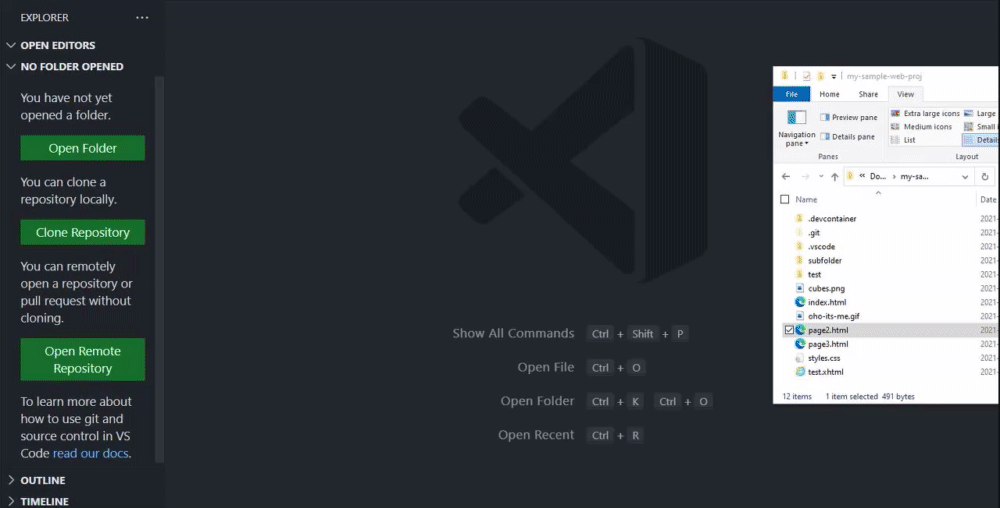 EXPLORER
OPEN EDITORS
NO FOLDER OPENED
You have not yet
opened a folder.
Open Folder
You can clone a
repository locally.
Clone Repository
You can remotely
open a repository or
pull request without
cloning.
Open Remote
Repository
To learn more about
how to use git and
source control in VS
Code read our docs.
OUTLINE
TIMELINE
Show All Commands Ctrl + Shift + P
Open File Ctrl + O
Open Folder Ctrl + K Ctrl + O
Open Recent Ctrl + R
my-sample-web-proj
File Home Share View
Navigation
pane
Preview pane
Details pane
Panes
Extra large icons Large
Medium icons Small i
List Details
Layout
« Do... › my-sa...
Name Date
.devcontainer 2021-
.git 2021-
.vscode 2021-
subfolder 2021-
test 2021-
cubes.png 2021-
index.html 2021-
oho-its-me.gif 2021-
page2.html 2021-
page3.html 2021-
styles.css 2021-
test.xhtml 2021-
12 items 1 item selected 491 bytes